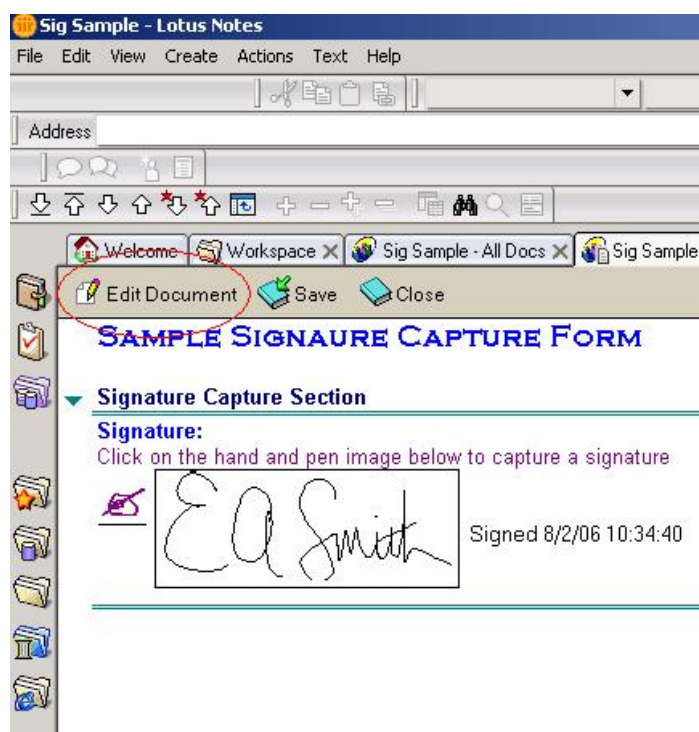 Sig Sample - Lotus Notes
File Edit View Create Actions Text Help
Address
Welcome Workspace Sig Sample - All Docs Sig Sample
Edit Document Save Close
SAMPLE SIGNAURE CAPTURE FORM
Signature Capture Section
Signature:
Click on the hand and pen image below to capture a signature
EA Smith Signed 8/2/06 10:34:40